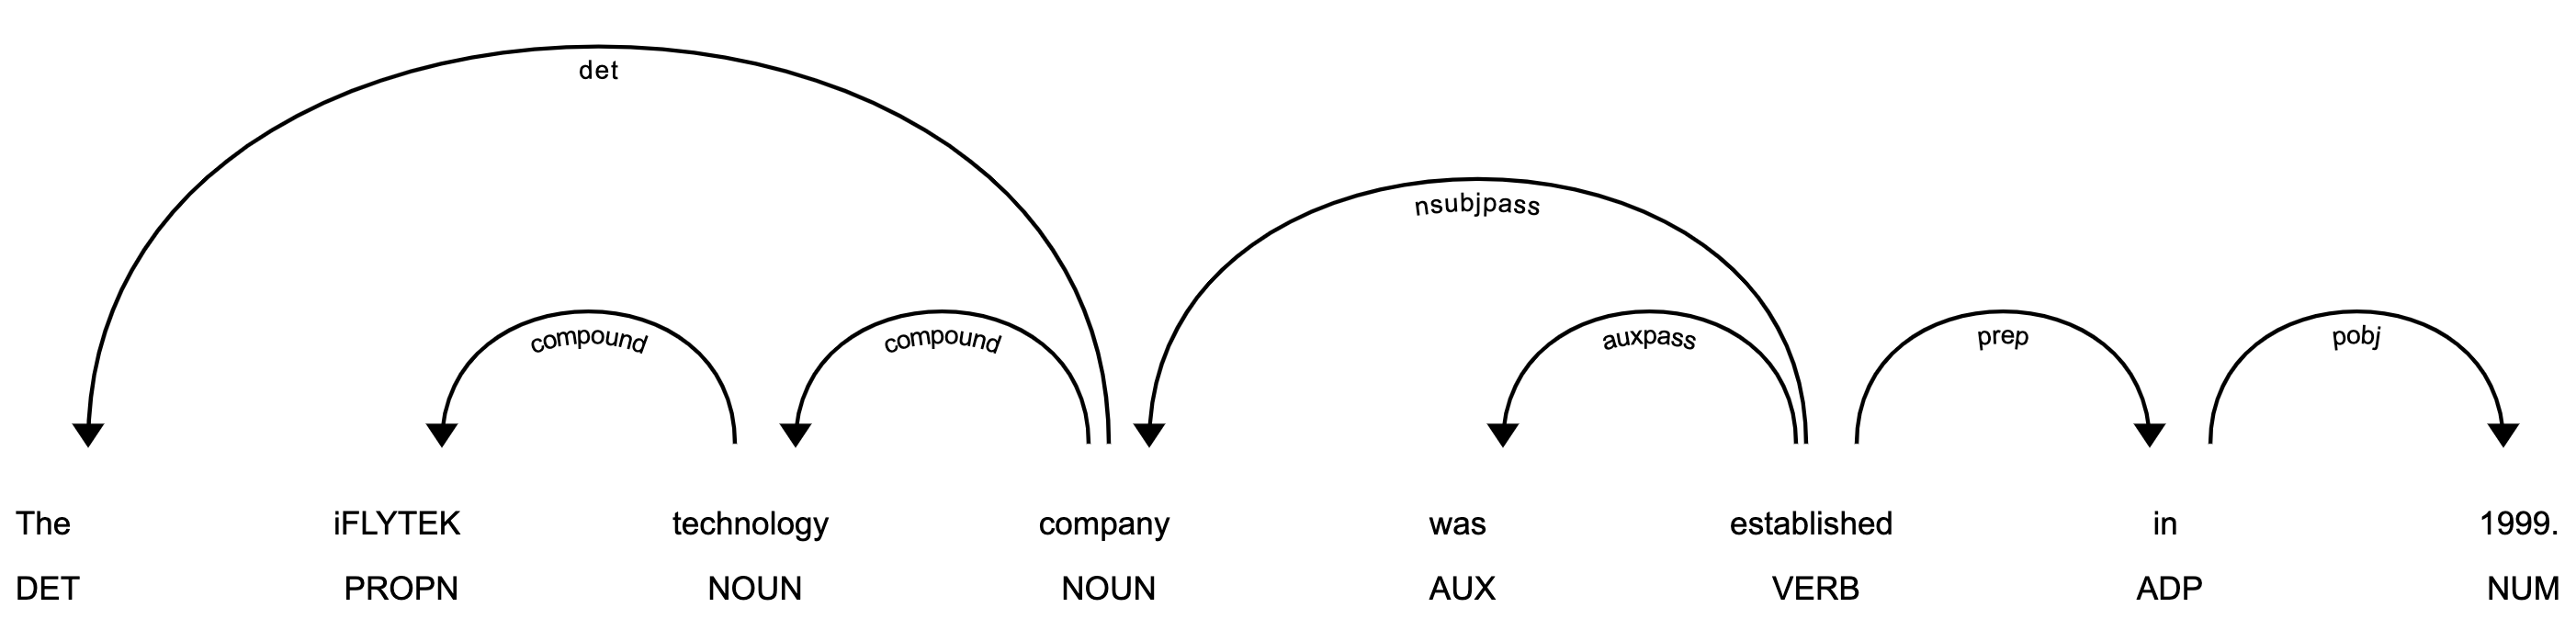 det
nsubjpass
compound compound auxpass prep pobj
The iFLYTEK technology company was established in 1999.
DET PROPN NOUN NOUN AUX VERB ADP NUM